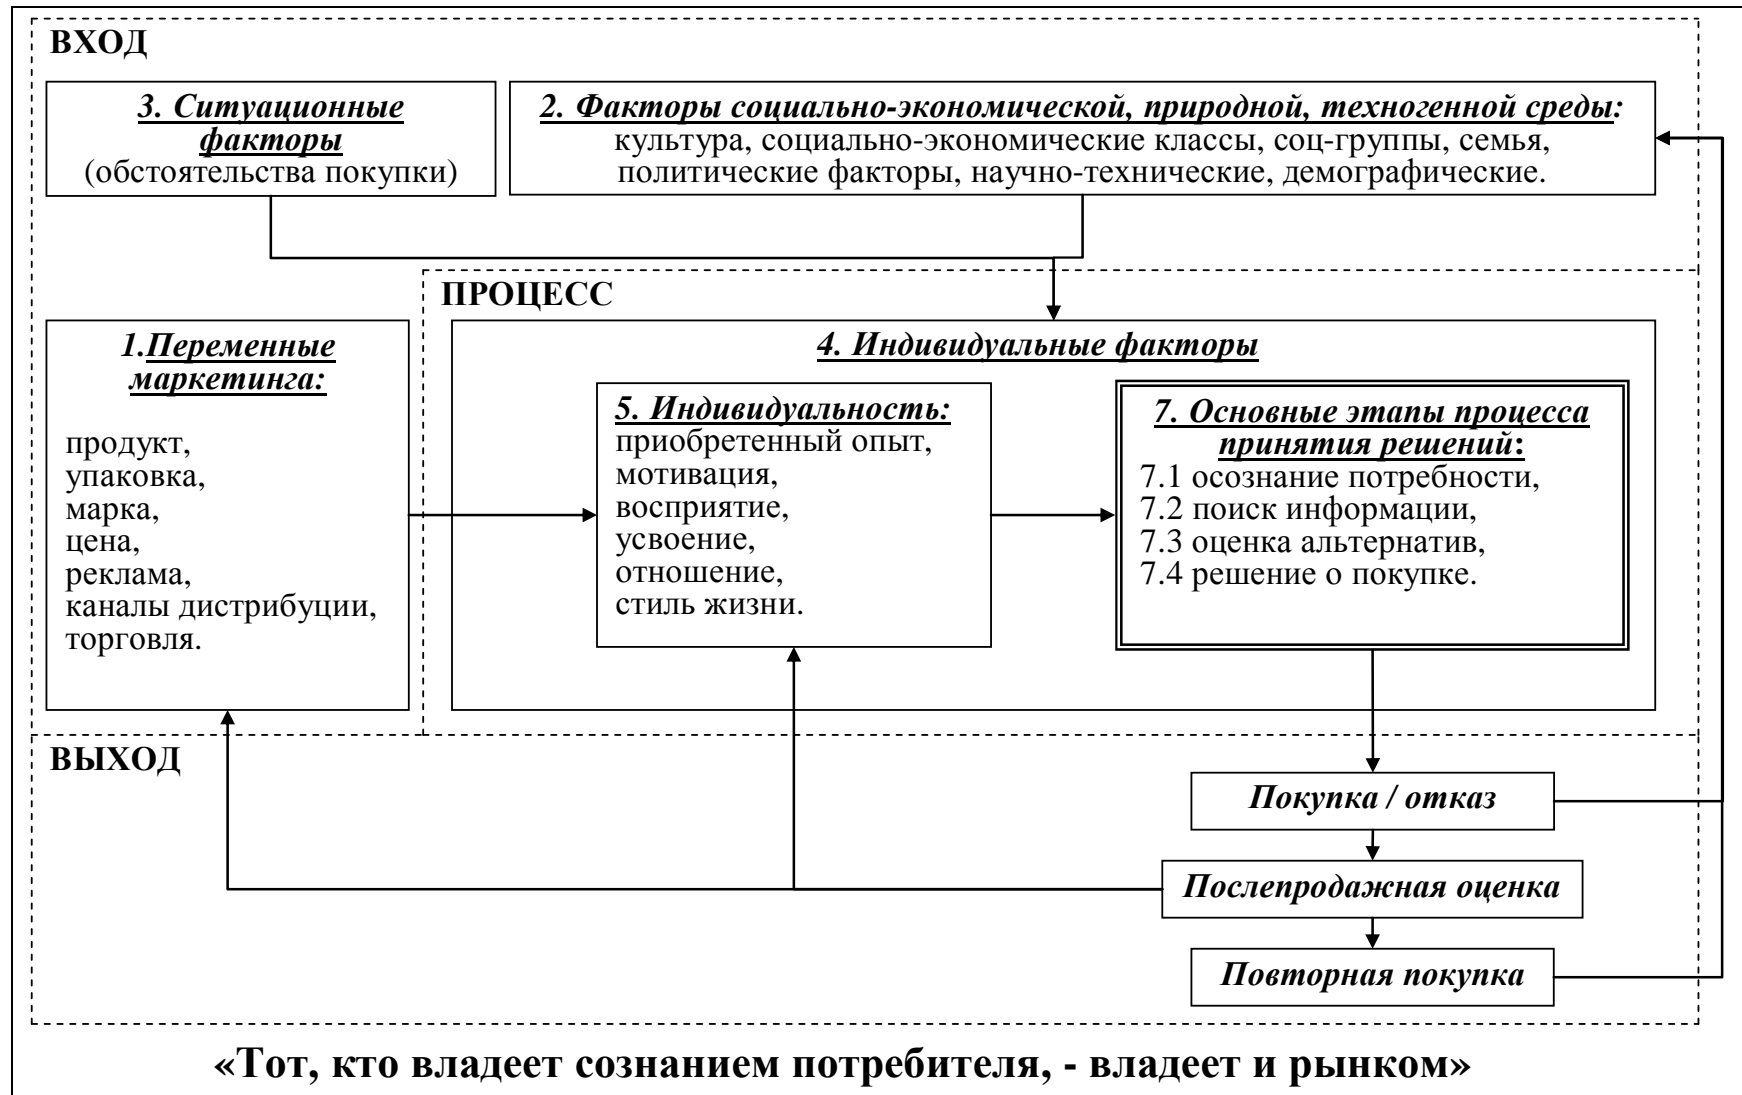 ВХОД
3. Ситуационные
факторы
(обстоятельства покупки)
2. Факторы социально-экономической, природной, техногенной среды:
культура, социально-экономические классы, соц-группы, семья,
политические факторы, научно-технические, демографические.
ПРОЦЕСС
1.Переменные
маркетинга:
продукт,
упаковка,
марка,
цена,
реклама,
каналы дистрибуции,
торговля.
4. Индивидуальные факторы
5. Индивидуальность:
приобретенный опыт,
мотивация,
восприятие,
усвоение,
отношение,
стиль жизни.
7. Основные этапы процесса
принятия решений:
7.1 осознание потребности,
7.2 поиск информации,
7.3 оценка альтернатив,
7.4 решение о покупке.
ВЫХОД
Покупка / отказ
Послепродажная оценка
Повторная покупка
«Тот, кто владеет сознанием потребителя, - владеет и рынком»